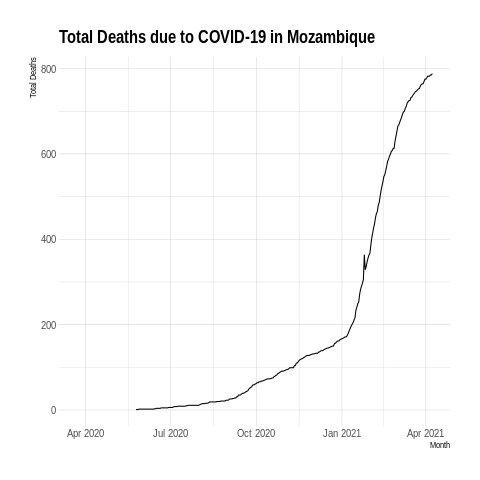 Total Deaths due to COVID-19 in Mozambique
Total Deaths
800
600
400
200
0
Apr 2020 Jul 2020 Oct 2020 Jan 2021 Apr 2021
Month